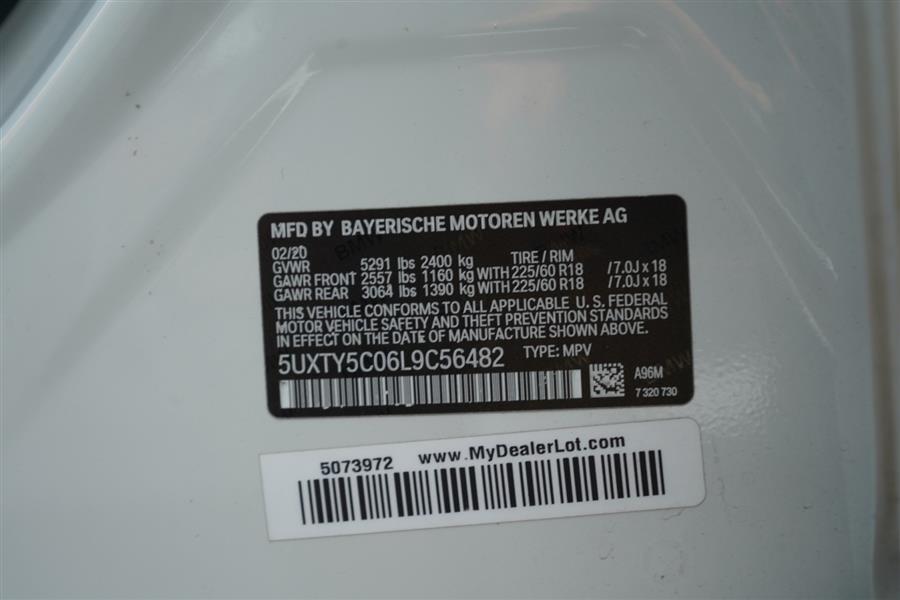 MFD BY BAYERISCHE MOTOREN WERKE AG
02/20
GVWR 5291 lbs 2400 kg TIRE / RIM
GAWR FRONT 2557 lbs 1160 kg WITH 225/60 R18 / 7.0J x 18
GAWR REAR 3064 lbs 1390 kg WITH 225/60 R18 / 7.0J x 18
THIS VEHICLE CONFORMS TO ALL APPLICABLE U. S. FEDERAL
MOTOR VEHICLE SAFETY AND THEFT PREVENTION STANDARDS
IN EFFECT ON THE DATE OF MANUFACTURE SHOWN ABOVE.
5UXTY5C06L9C56482 TYPE: MPV
A96M
7 320 730
5073972 www.MyDealerLot.com